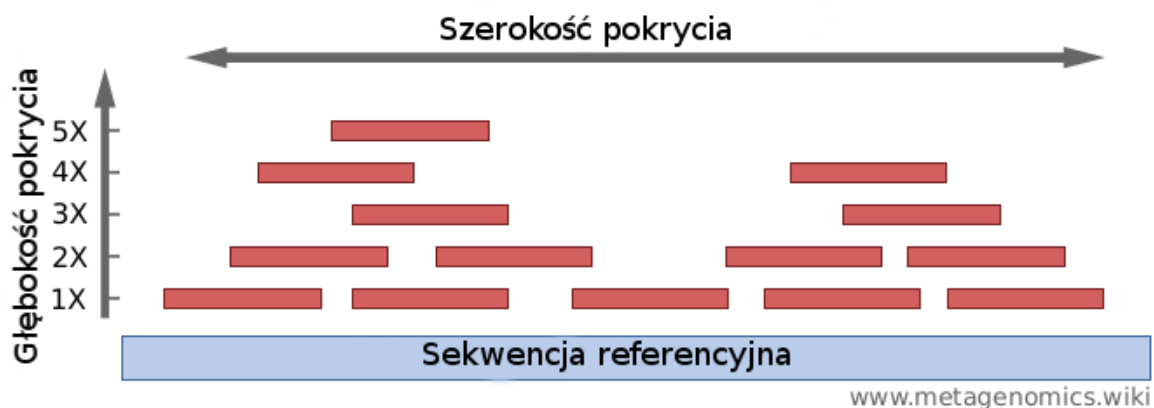 Szerokość pokrycia
Głębokość pokrycia
5X
4X
3X
2X
1X
Sekwencja referencyjna
www.metagenomics.wiki